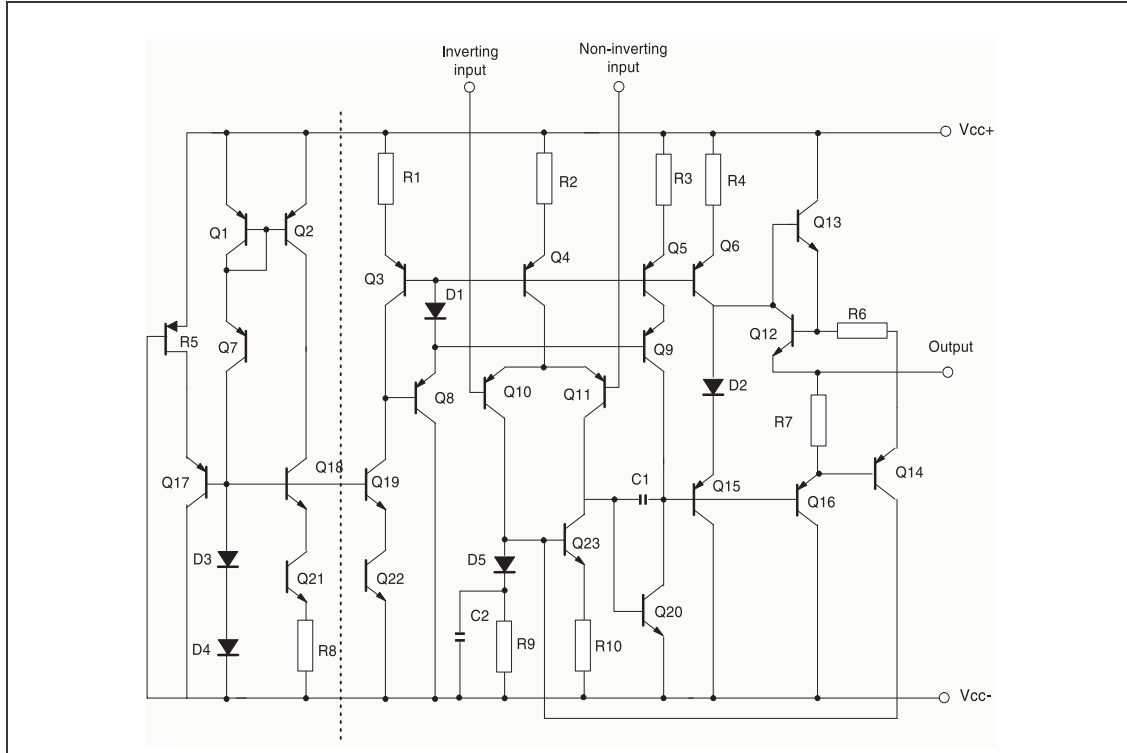 Inverting
input
Non-inverting
input
Vcc+
R1
R2
R3
R4
Q1
Q2
Q13
Q3
Q4
Q5
Q6
D1
R5
Q7
Q12
R6
Output
Q8
Q10
Q11
Q9
D2
R7
Q17
Q18
Q19
C1
Q15
Q16
Q14
D3
Q21
Q22
D5
Q23
C2
Q20
D4
R8
R9
R10
Vcc-